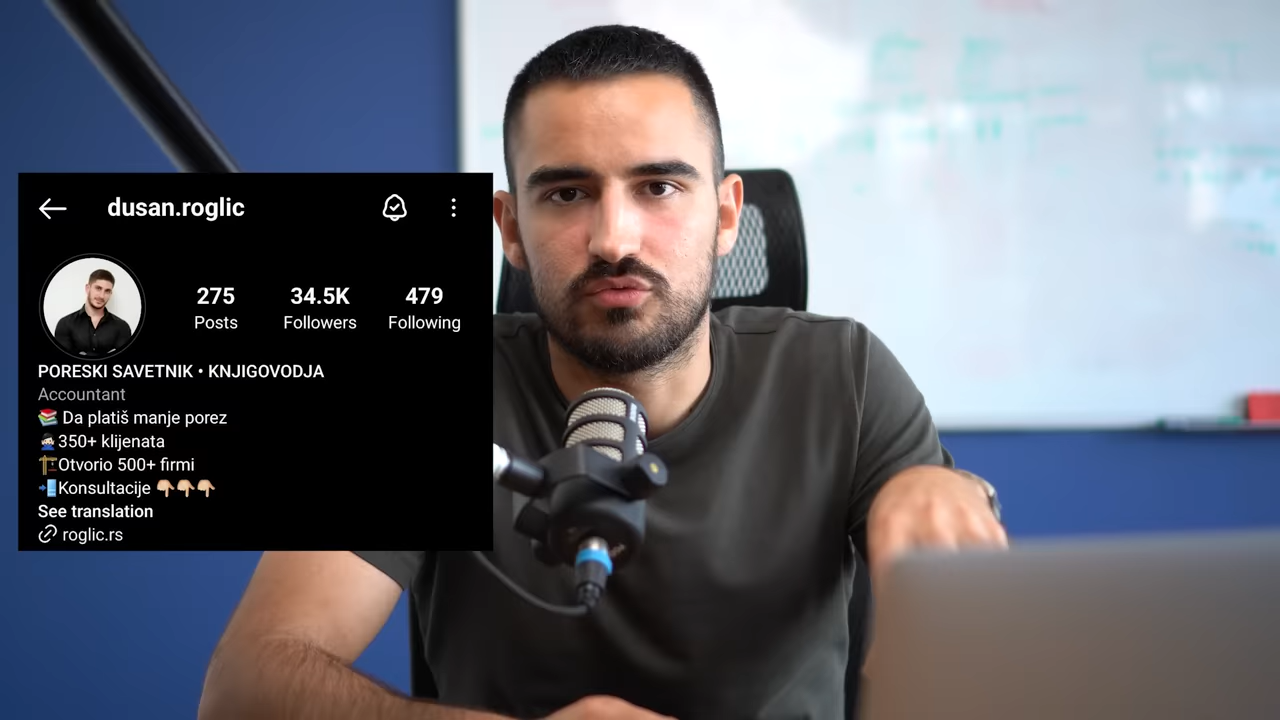 dusan.roglic
275 34.5K 479
Posts Followers Following
PORESKI SAVETNIK • KNJIGOVODJA
Accountant
📚 Da platiš manje porez
🙇🏻‍♂️350+ klijenata
🏗️Otvorio 500+ firmi
📲Konsultacije 👇🏼👇🏼👇🏼
See translation
roglic.rs